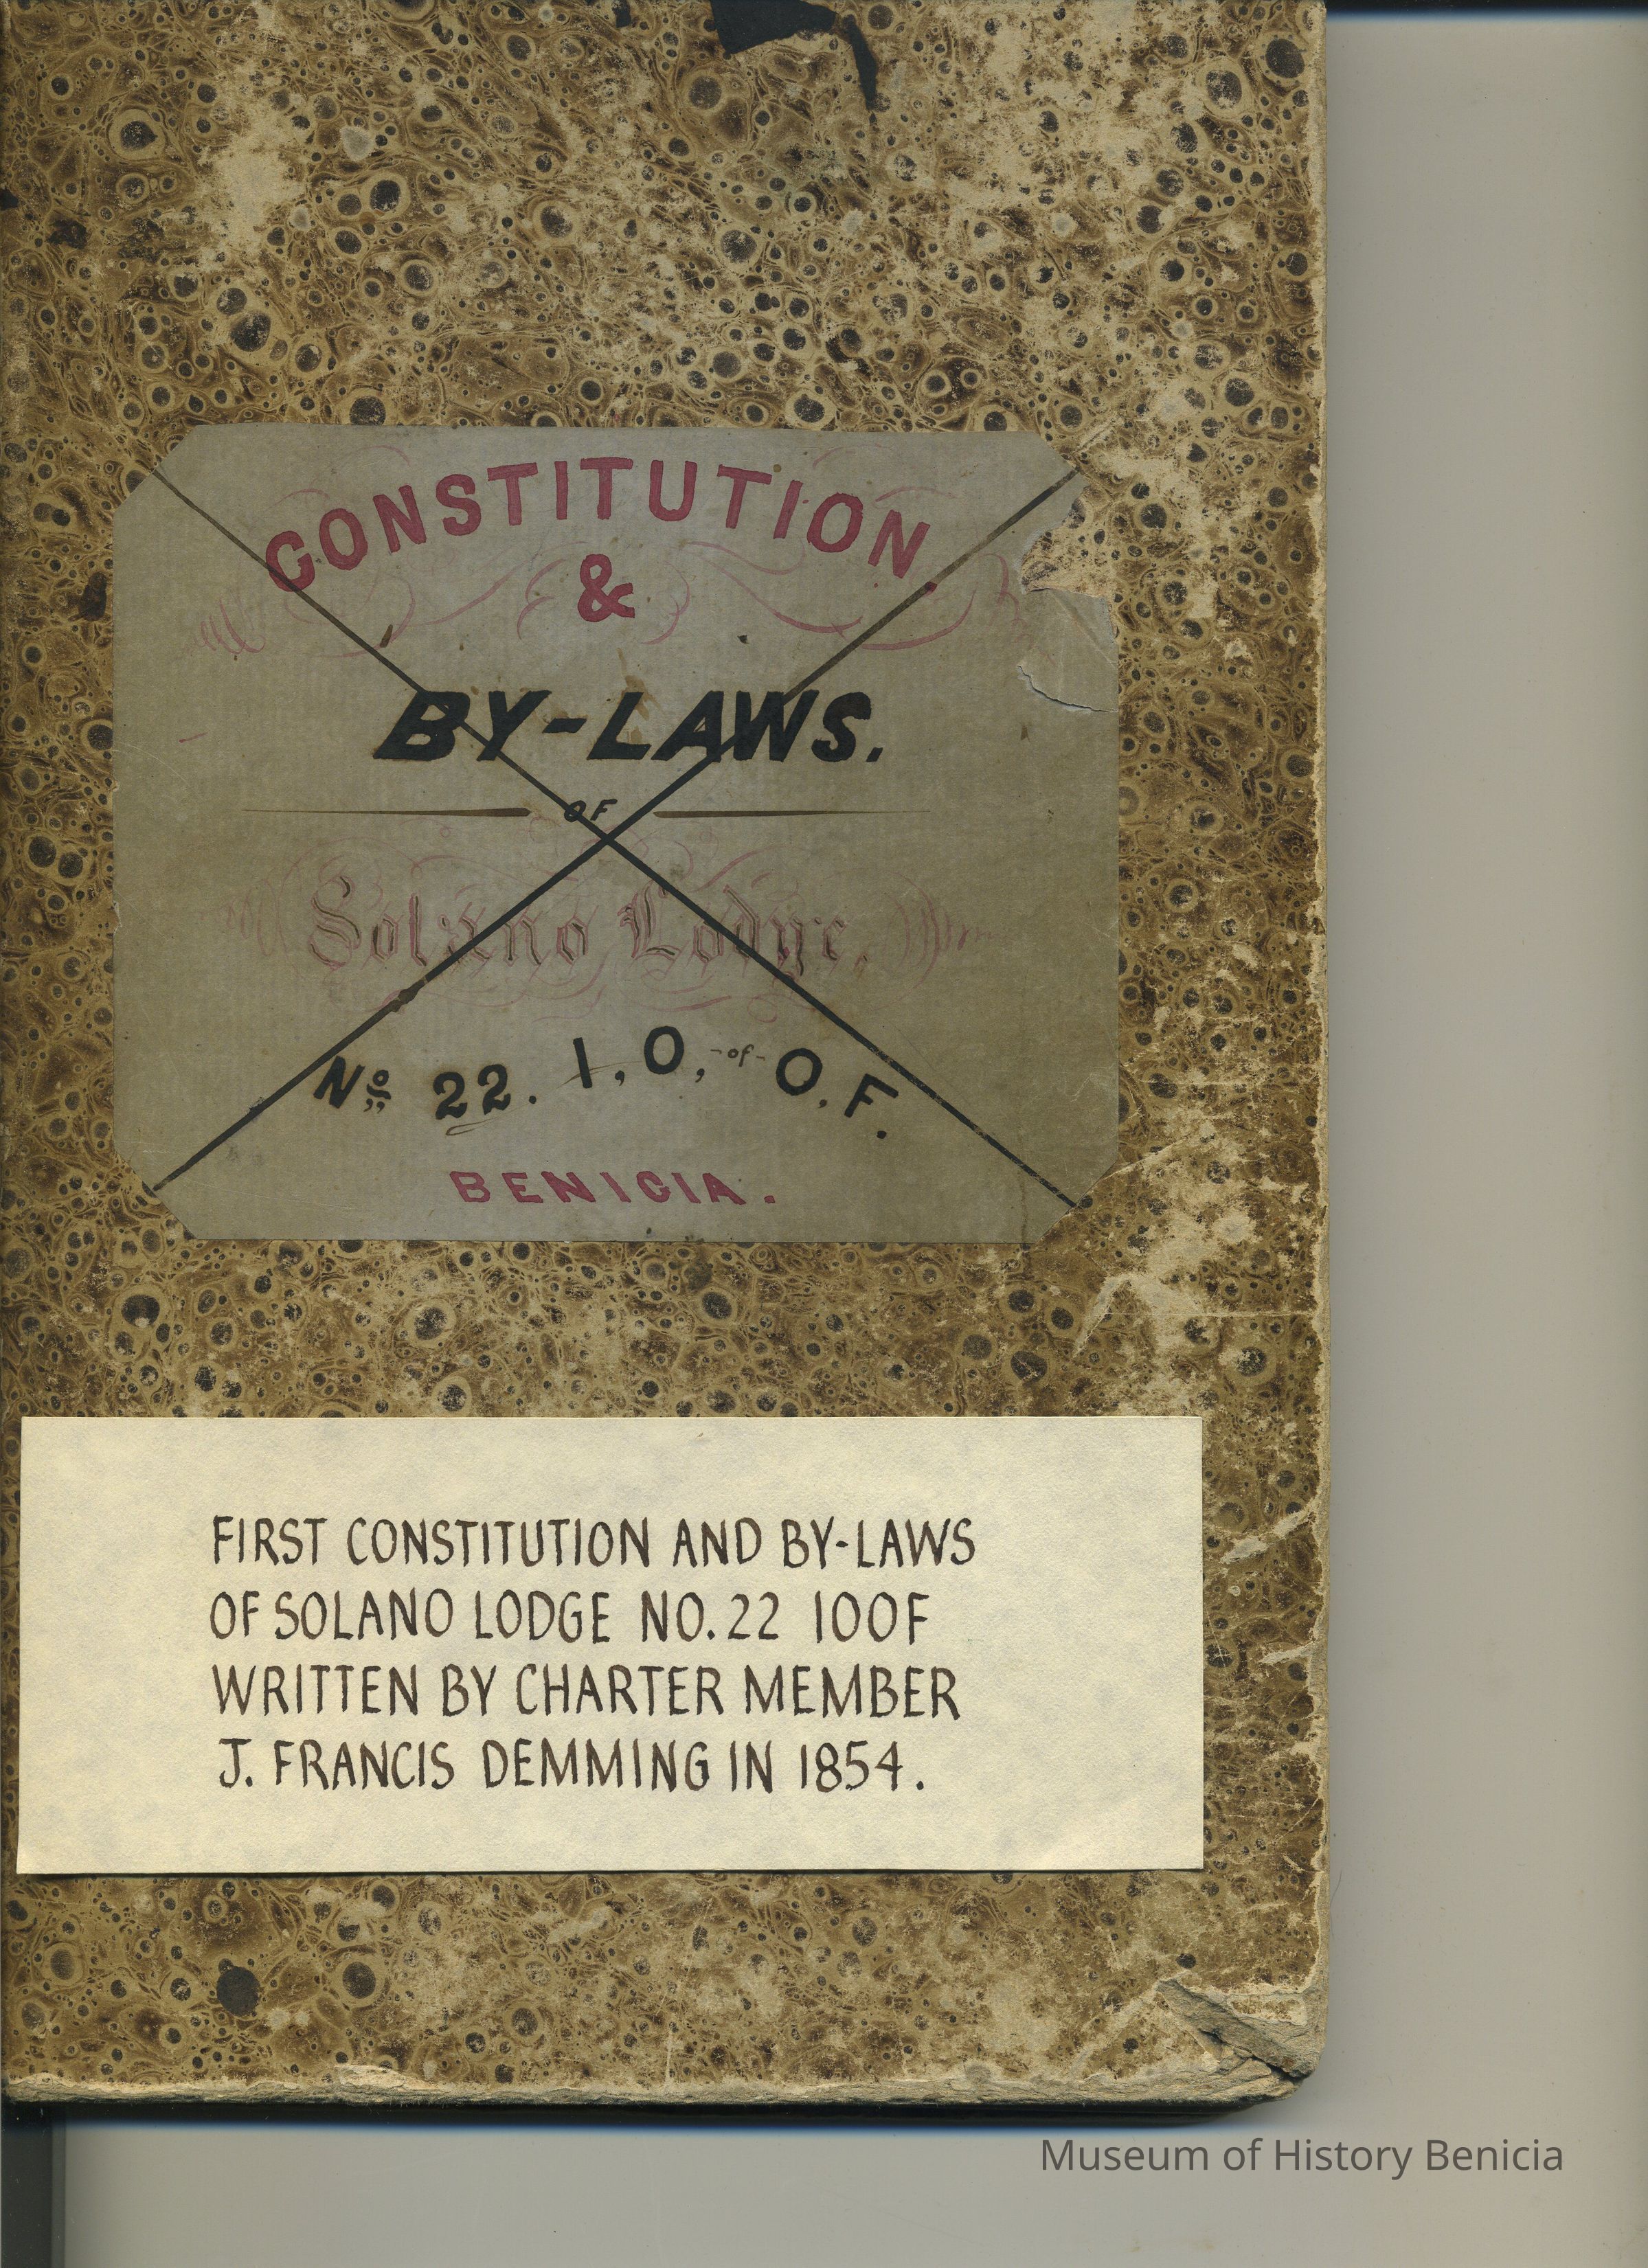 CONSTITUTION,
&
BY-LAWS.
OF
Solano Lodge.
No 22. I, O, -of- O. F.
BENICIA.
FIRST CONSTITUTION AND BY-LAWS
OF SOLANO LODGE NO. 22 IOOF
WRITTEN BY CHARTER MEMBER
J. FRANCIS DEMMING IN 1854.
Museum of History Benicia